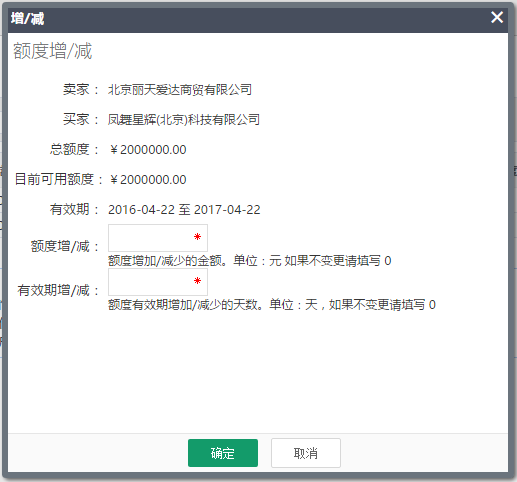 增/减
额度增/减
卖家： 北京丽天爱达商贸有限公司
买家： 凤舞星辉(北京)科技有限公司
总额度： ￥2000000.00
目前可用额度： ￥2000000.00
有效期： 2016-04-22 至 2017-04-22
额度增/减： *
额度增加/减少的金额。单位：元 如果不变更请填写 0
有效期增/减： *
额度有效期增加/减少的天数。单位：天，如果不变更请填写 0
确定 取消